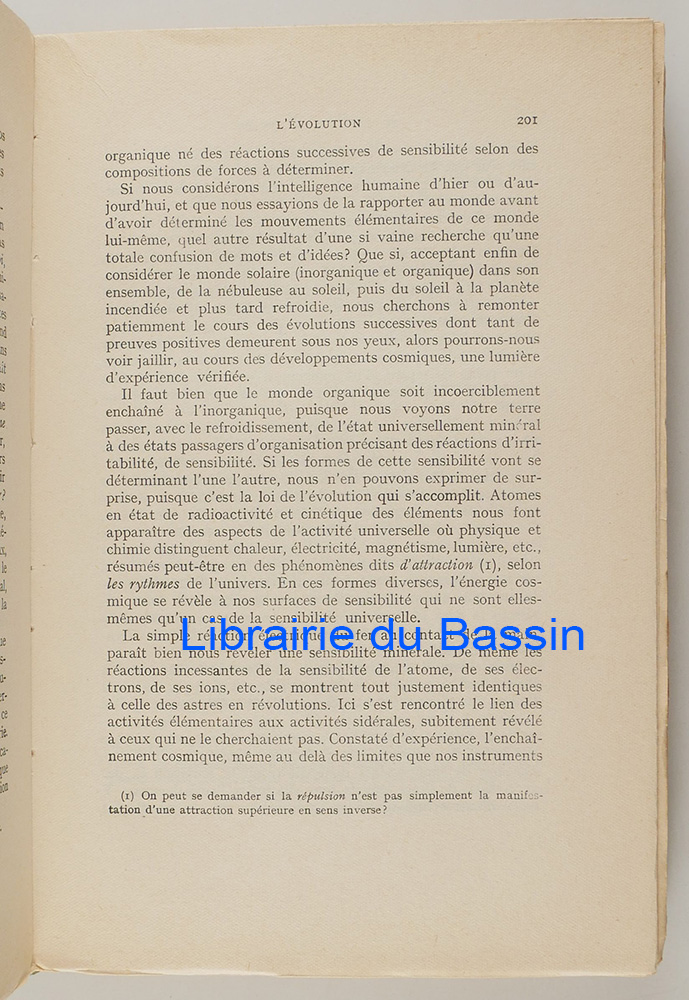 L'ÉVOLUTION 201
organique né des réactions successives de sensibilité selon des
compositions de forces à déterminer.
Si nous considérons l'intelligence humaine d'hier ou d'au-
jourd'hui, et que nous essayions de la rapporter au monde avant
d'avoir déterminé les mouvements élémentaires de ce monde
lui-même, quel autre résultat d'une si vaine recherche qu'une
totale confusion de mots et d'idées? Que si, acceptant enfin de
considérer le monde solaire (inorganique et organique) dans son
ensemble, de la nébuleuse au soleil, puis du soleil à la planète
incendiée et plus tard refroidie, nous cherchons à remonter
patiemment le cours des évolutions successives dont tant de
preuves positives demeurent sous nos yeux, alors pourrons-nous
voir jaillir, au cours des développements cosmiques, une lumière
d'expérience vérifiée.
Il faut bien que le monde organique soit incoerciblement
enchaîné à l'inorganique, puisque nous voyons notre terre
passer, avec le refroidissement, de l'état universellement minéral
à des états passagers d'organisation précisant des réactions d'irri-
tabilité, de sensibilité. Si les formes de cette sensibilité vont se
déterminant l'une l'autre, nous n'en pouvons exprimer de sur-
prise, puisque c'est la loi de l'évolution qui s'accomplit. Atomes
en état de radioactivité et cinétique des éléments nous font
apparaître des aspects de l'activité universelle où physique et
chimie distinguent chaleur, électricité, magnétisme, lumière, etc.,
résumés peut-être en des phénomènes dits d'attraction (1), selon
les rythmes de l'univers. En ces formes diverses, l'énergie cos-
mique se révèle à nos surfaces de sensibilité qui ne sont elles-
mêmes qu'un cas de la sensibilité universelle.
La simple réaction électrique du fer au contact de la main
paraît bien nous révéler une sensibilité minérale. De même les
réactions incessantes de la sensibilité de l'atome, de ses élec-
trons, de ses ions, etc., se montrent tout justement identiques
à celle des astres en révolutions. Ici s'est rencontré le lien des
activités élémentaires aux activités sidérales, subitement révélé
à ceux qui ne le cherchaient pas. Constaté d'expérience, l'enchaî-
nement cosmique, même au delà des limites que nos instruments
(1) On peut se demander si la répulsion n'est pas simplement la manifes-
tation d'une attraction supérieure en sens inverse?
Librairie du Bassin